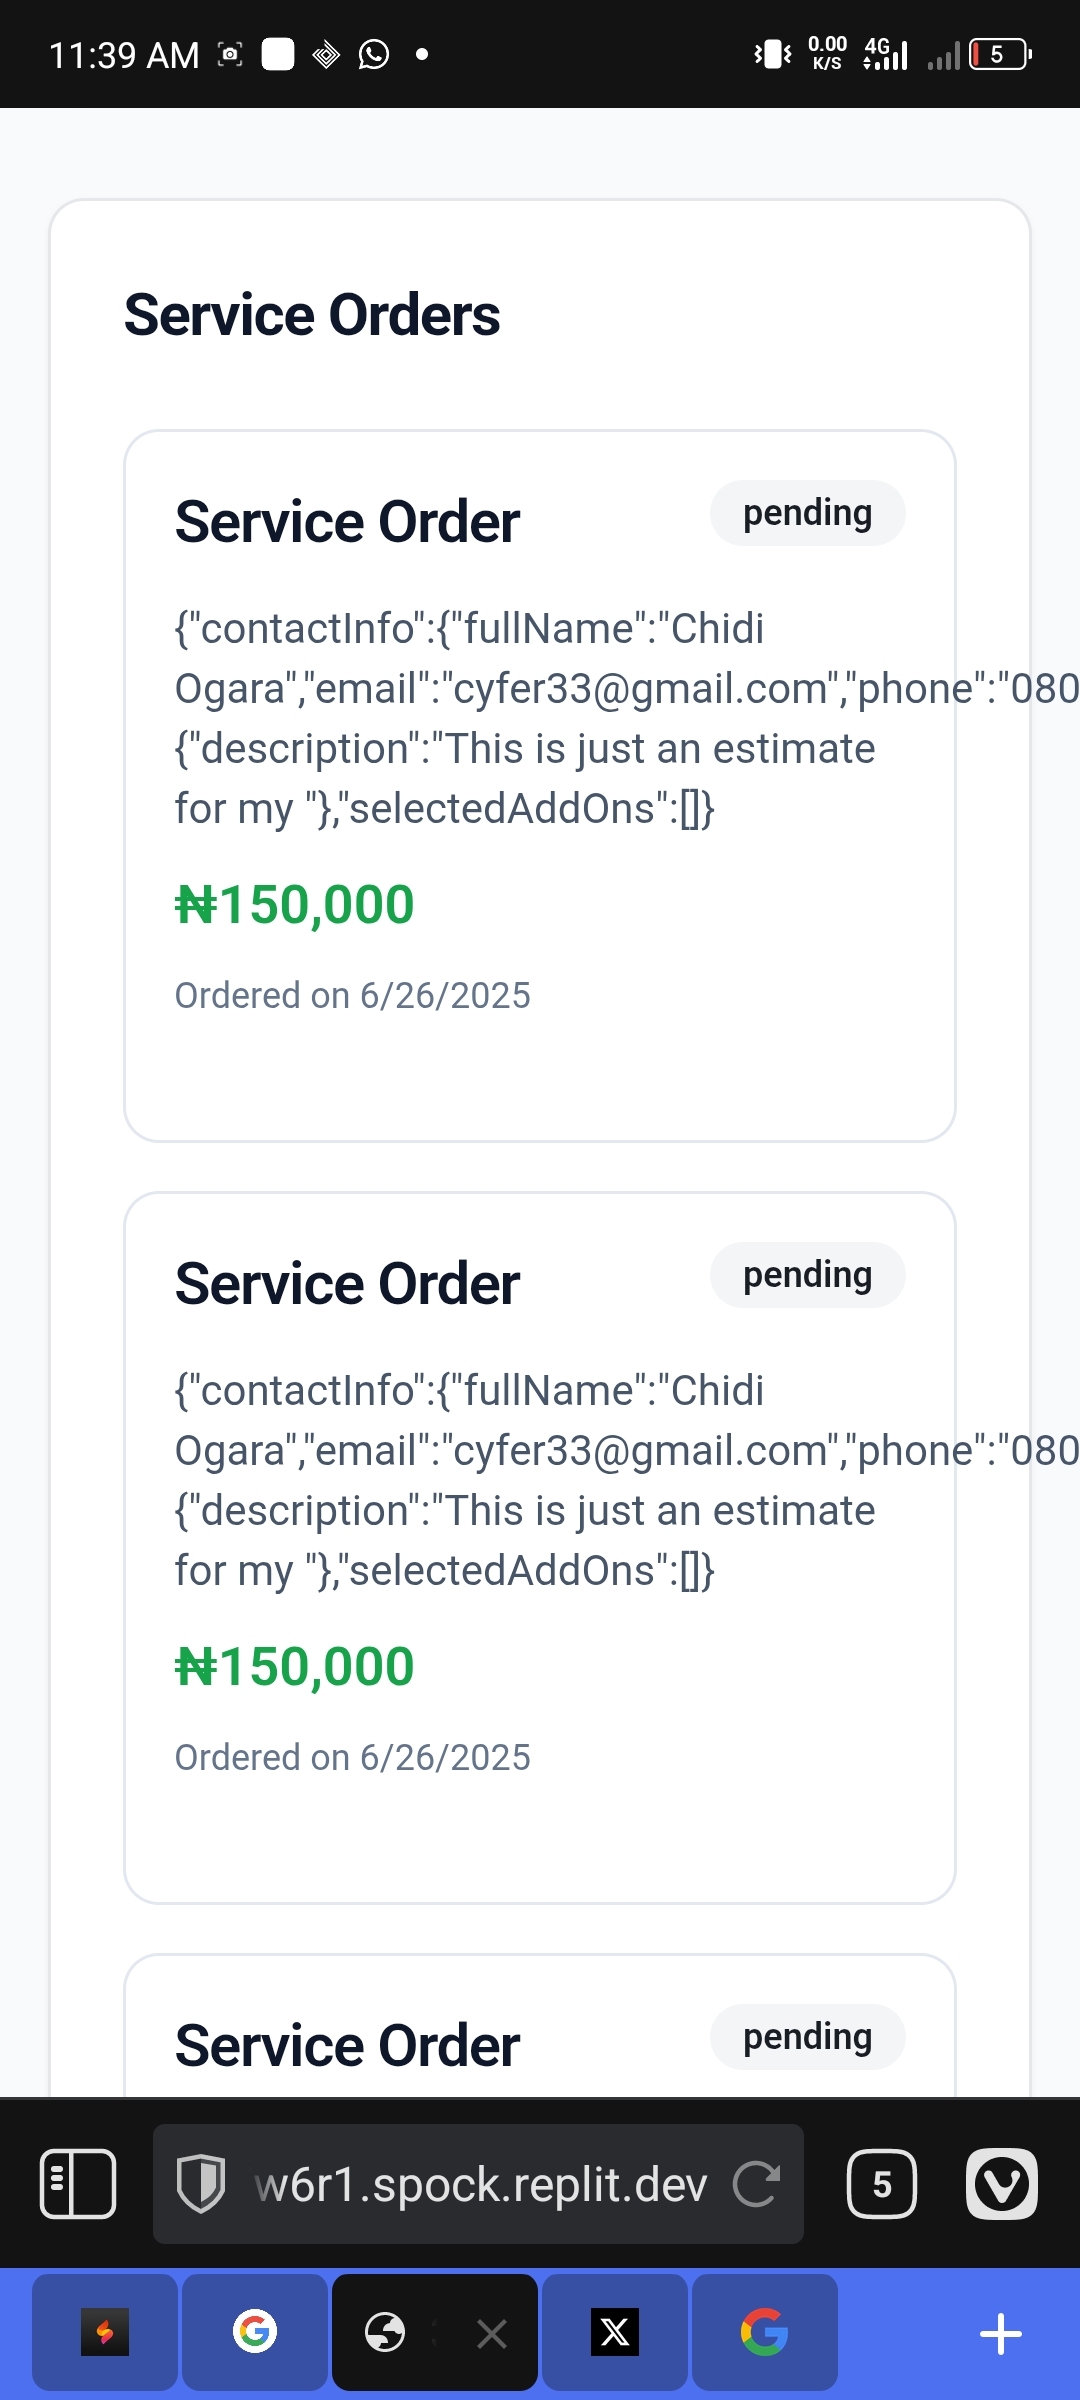 11:39 AM
0.00 K/S
4G
5
Service Orders
Service Order
pending
{"contactInfo":{"fullName":"Chidi
Ogara","email":"cyfer33@gmail.com","phone":"080
{"description":"This is just an estimate
for my "},"selectedAddOns":[]}
₦150,000
Ordered on 6/26/2025
Service Order
pending
{"contactInfo":{"fullName":"Chidi
Ogara","email":"cyfer33@gmail.com","phone":"080
{"description":"This is just an estimate
for my "},"selectedAddOns":[]}
₦150,000
Ordered on 6/26/2025
Service Order
pending
w6r1.spock.replit.dev
5